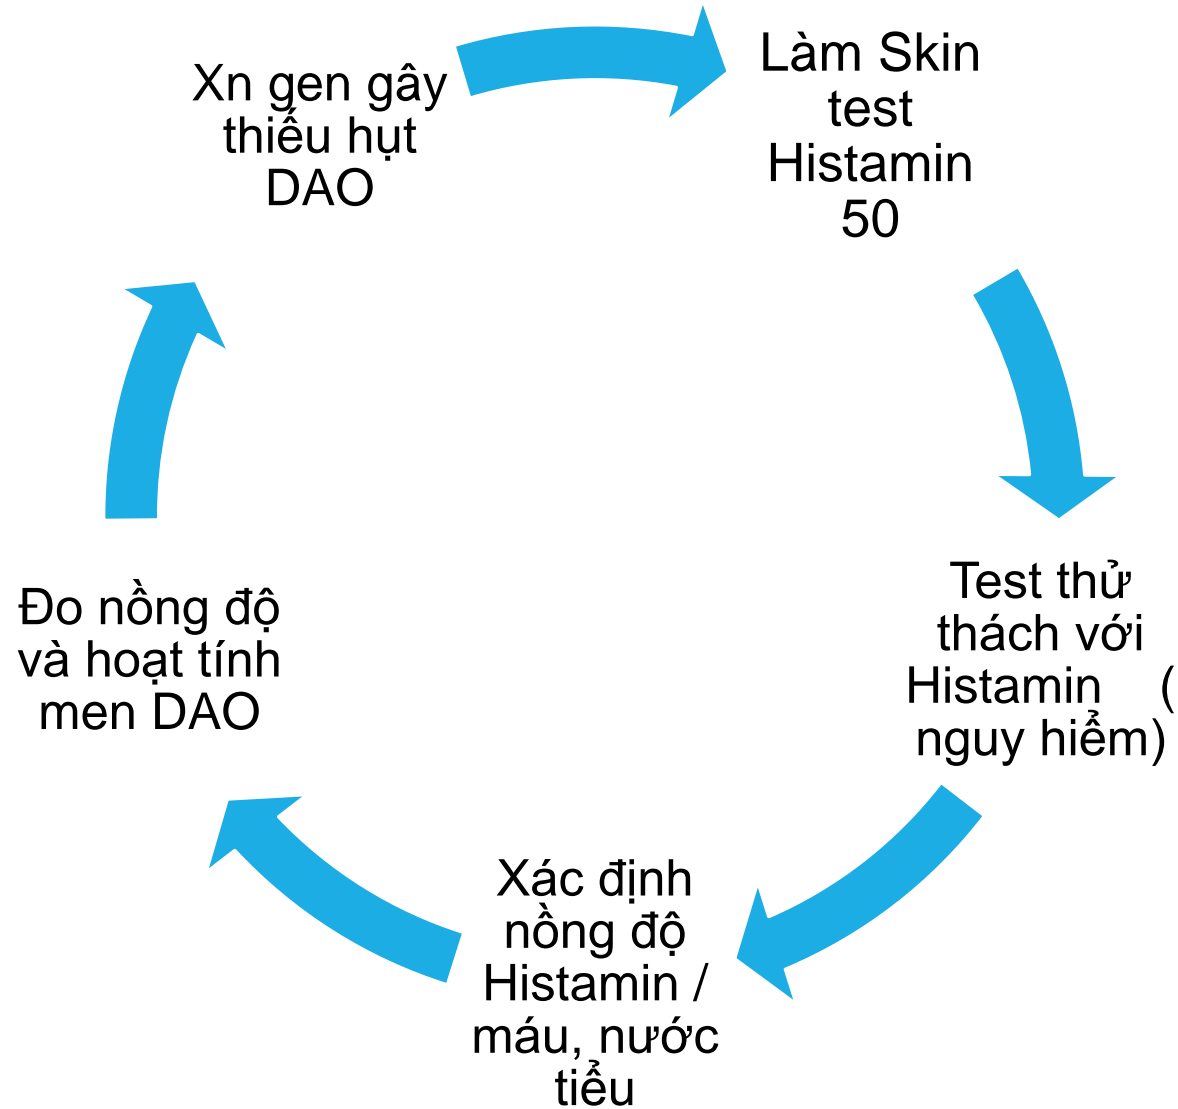 Làm Skin
test
Histamin
50
Test thử
thách với
Histamin (
nguy hiểm)
Xác định
nồng độ
Histamin /
máu, nước
tiểu
Đo nồng độ
và hoạt tính
men DAO
Xn gen gây
thiếu hụt
DAO